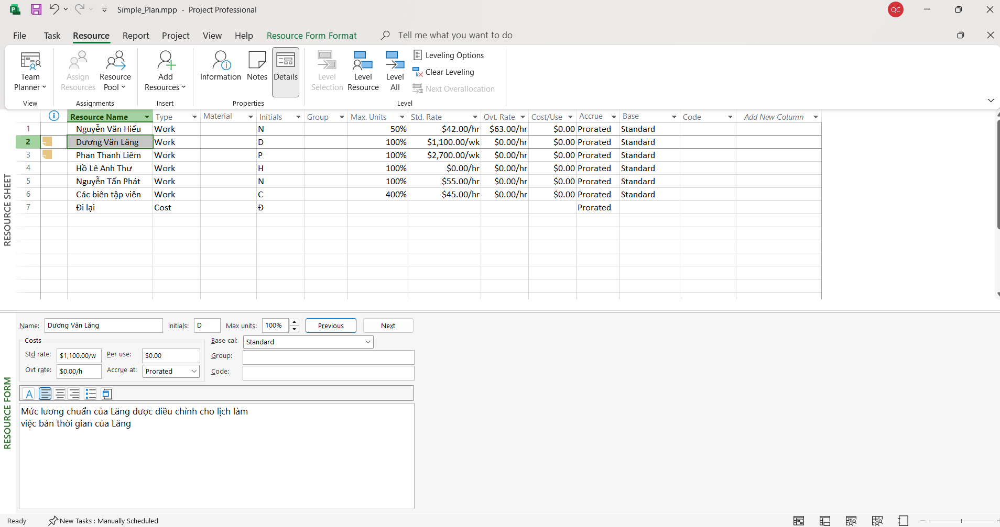 Simple_Plan.mpp - Project Professional
QC
File Task Resource Report Project View Help Resource Form Format Tell me what you want to do
Team Planner
View
Assign Resources
Resource Pool
Assignments
Add Resources
Insert
Information
Notes
Details
Properties
Level Selection
Level Resource
Level All
Leveling Options
Clear Leveling
Next Overallocation
Level
Resource Name Type Material Initials Group Max. Units Std. Rate Ovt. Rate Cost/Use Accrue Base Code Add New Column
1 Nguyễn Văn Hiếu Work N 50% $42.00/hr $63.00/hr $0.00 Prorated Standard
2 Dương Văn Lăng Work D 100% $1,100.00/wk $0.00/hr $0.00 Prorated Standard
3 Phan Thanh Liêm Work P 100% $2,700.00/wk $0.00/hr $0.00 Prorated Standard
4 Hồ Lê Anh Thư Work H 100% $0.00/hr $0.00/hr $0.00 Prorated Standard
5 Nguyễn Tấn Phát Work N 100% $55.00/hr $0.00/hr $0.00 Prorated Standard
6 Các biên tập viên Work C 400% $45.00/hr $0.00/hr $0.00 Prorated Standard
7 Đi lại Cost Đ Prorated
RESOURCE SHEET
Name: Dương Văn Lăng Initials: D Max units: 100% Previous Next
Costs Base cal: Standard
Std rate: $1,100.00/w Per use: $0.00 Group:
Ovt rate: $0.00/h Accrue at: Prorated Code:
A
Mức lương chuẩn của Lăng được điều chỉnh cho lịch làm
việc bán thời gian của Lăng
RESOURCE FORM
Ready New Tasks : Manually Scheduled